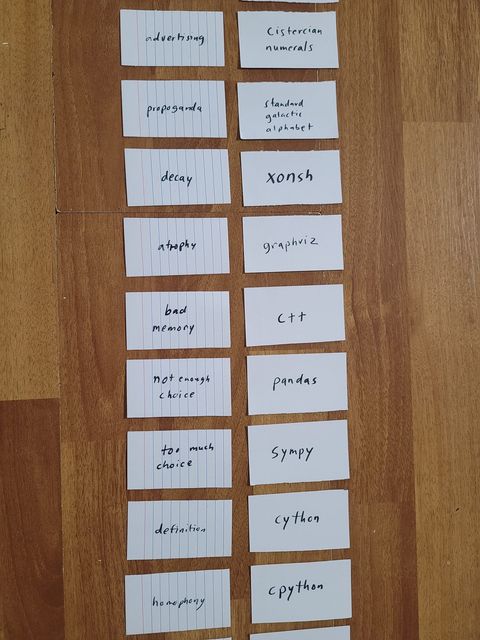 advertising
Cistercian
numerals
propoganda
standard
galactic
alphabet
decay
xonsh
atrophy
graphviz
bad
memory
c++
not enough
choice
pandas
too much
choice
sympy
definition
cython
homophony
cpython